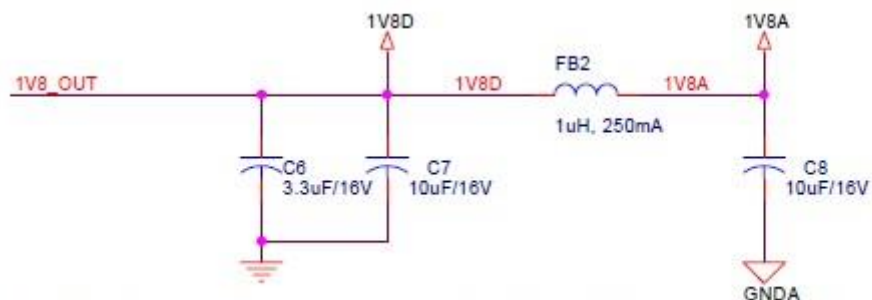 1V8D
1V8A
1V8_OUT
1V8D
FB2
1V8A
1uH, 250mA
C6
3.3uF/16V
C7
10uF/16V
C8
10uF/16V
GNDA